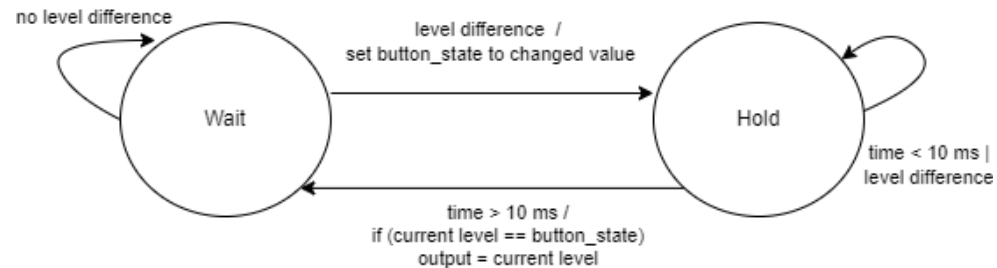 no level difference
level difference /
set button_state to changed value
Wait
Hold
time < 10 ms |
level difference
time > 10 ms /
if (current level == button_state)
output = current level